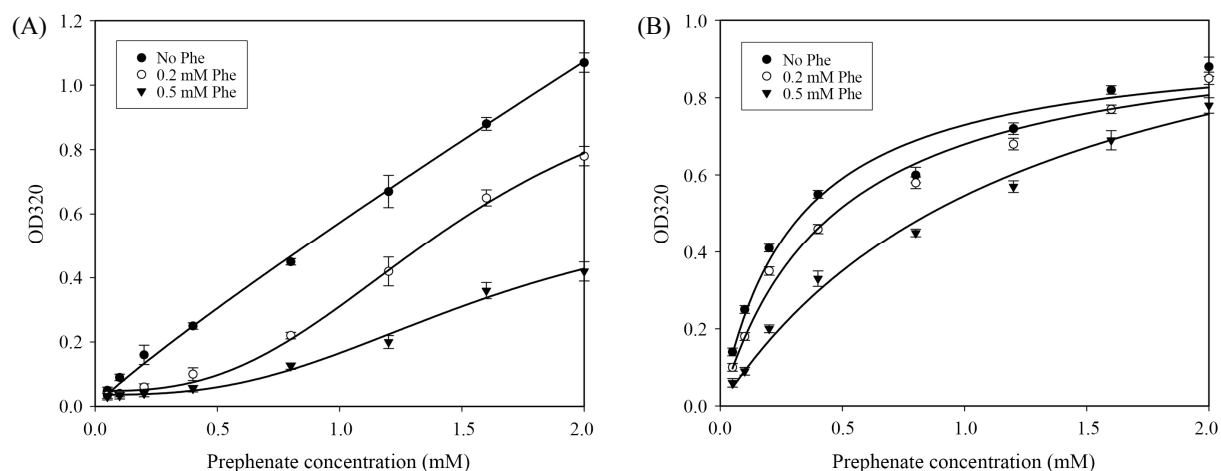 (A)
1.2
1.0
0.8
0.6
0.4
0.2
0.0
OD320
No Phe
0.2 mM Phe
0.5 mM Phe
0.0 0.5 1.0 1.5 2.0
Prephenate concentration (mM)
(B)
1.0
0.8
0.6
0.4
0.2
0.0
OD320
No Phe
0.2 mM Phe
0.5 mM Phe
0.0 0.5 1.0 1.5 2.0
Prephenate concentration (mM)